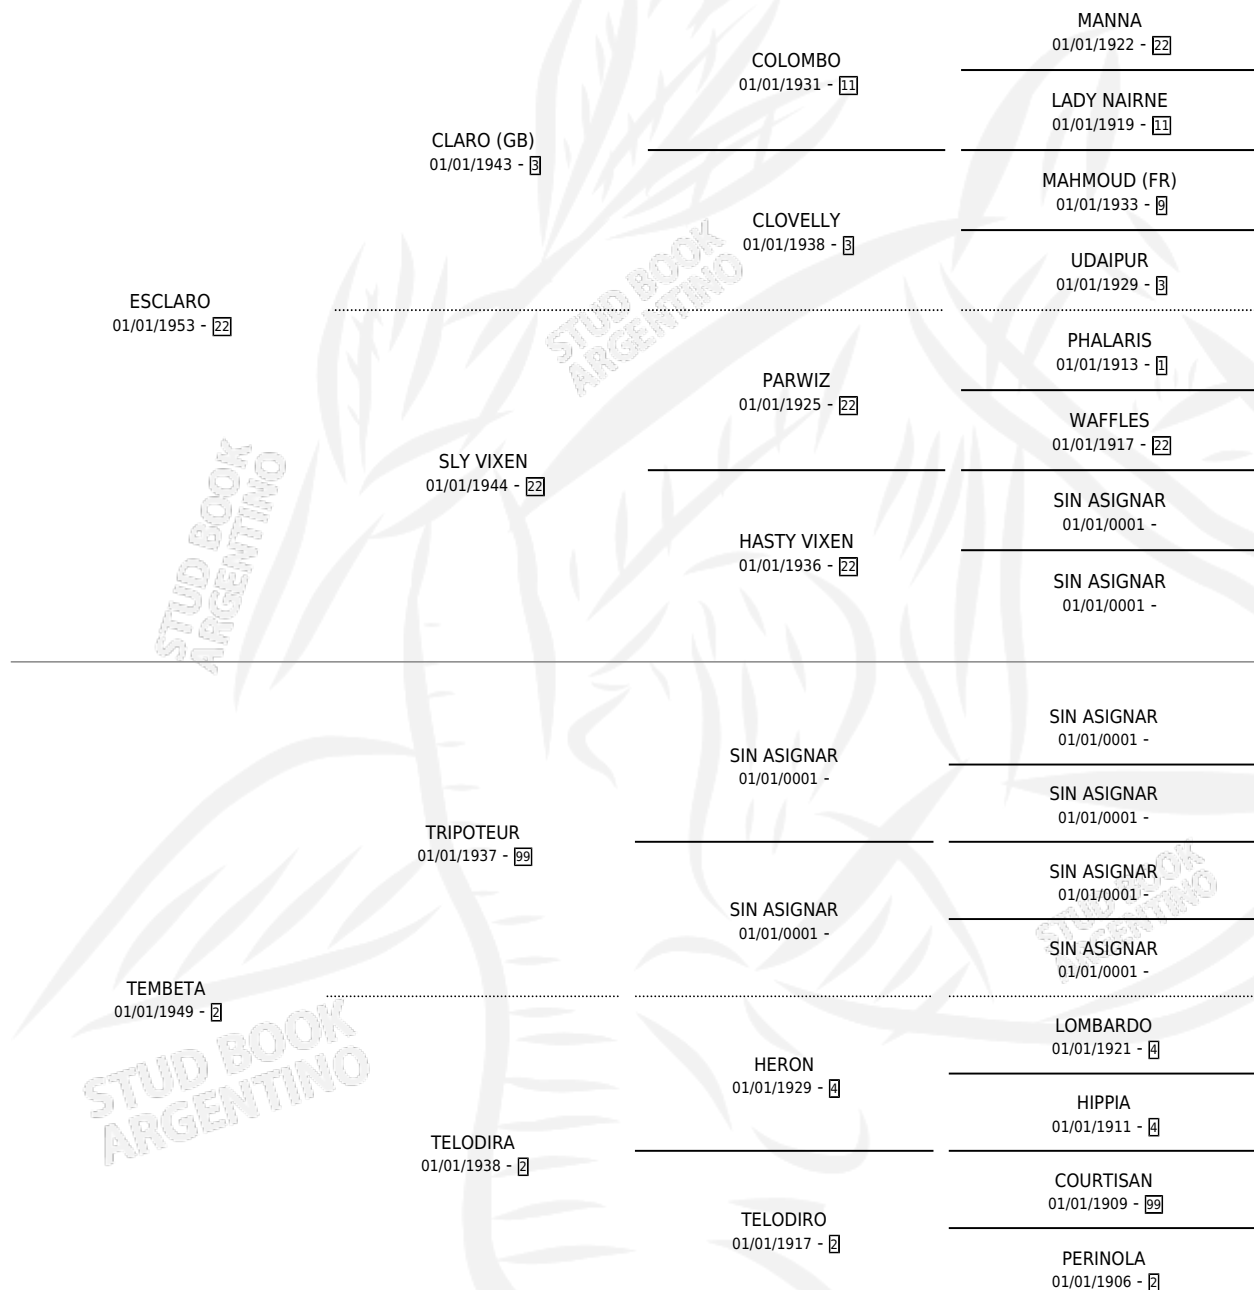 MANNA
01/01/1922 - 22
COLOMBO
01/01/1931 - 11
LADY NAIRNE
01/01/1919 - 11
CLARO (GB)
01/01/1943 - 3
MAHMOUD (FR)
01/01/1933 - 9
CLOVELLY
01/01/1938 - 3
UDAIPUR
01/01/1929 - 3
ESCLARO
01/01/1953 - 22
PHALARIS
01/01/1913 - 1
PARWIZ
01/01/1925 - 22
WAFFLES
01/01/1917 - 22
SLY VIXEN
01/01/1944 - 22
SIN ASIGNAR
01/01/0001 -
HASTY VIXEN
01/01/1936 - 22
SIN ASIGNAR
01/01/0001 -
SIN ASIGNAR
01/01/0001 -
SIN ASIGNAR
01/01/0001 -
SIN ASIGNAR
01/01/0001 -
TRIPOTEUR
01/01/1937 - 99
SIN ASIGNAR
01/01/0001 -
SIN ASIGNAR
01/01/0001 -
SIN ASIGNAR
01/01/0001 -
TEMBETA
01/01/1949 - 2
LOMBARDO
01/01/1921 - 4
HERON
01/01/1929 - 4
HIPPIA
01/01/1911 - 4
TELODIRA
01/01/1938 - 2
COURTISAN
01/01/1909 - 99
TELODIRO
01/01/1917 - 2
PERINOLA
01/01/1906 - 2
STUD BOOK
ARGENTINO
STUD BOOK
ARGENTINO
STUD BOOK
ARGENTINO
STUD BOOK
ARGENTINO